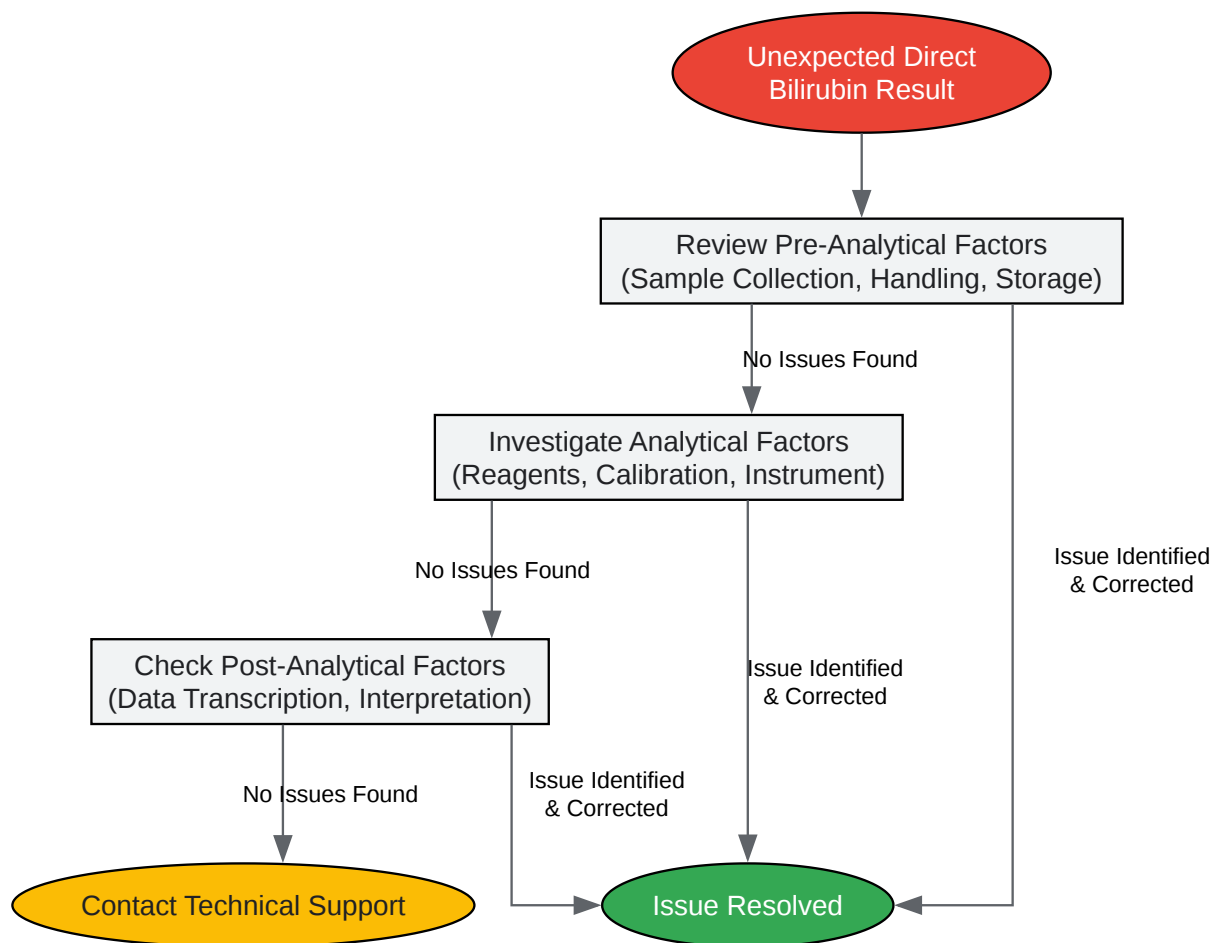 Unexpected Direct
Bilirubin Result
Review Pre-Analytical Factors
(Sample Collection, Handling, Storage)
No Issues Found
Investigate Analytical Factors
(Reagents, Calibration, Instrument)
No Issues Found
Issue Identified
& Corrected
Check Post-Analytical Factors
(Data Transcription, Interpretation)
Issue Identified
& Corrected
No Issues Found
Issue Identified
& Corrected
Contact Technical Support
Issue Resolved